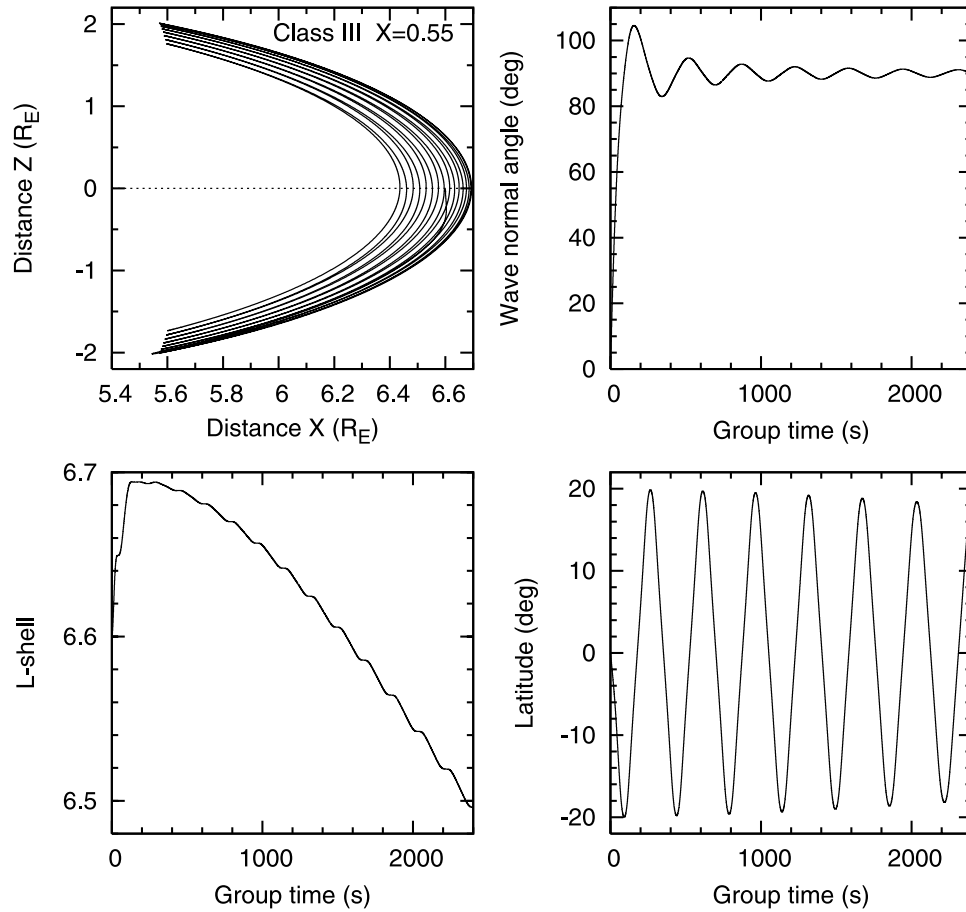 Class III X=0.55
2
1
0
-1
-2
5.4 5.6 5.8 6 6.2 6.4 6.6
Distance X (R_E)
Distance Z (R_E)
100
80
60
40
20
0
0 1000 2000
Group time (s)
Wave normal angle (deg)
6.7
6.6
6.5
0 1000 2000
Group time (s)
L-shell
20
10
0
-10
-20
0 1000 2000
Group time (s)
Latitude (deg)